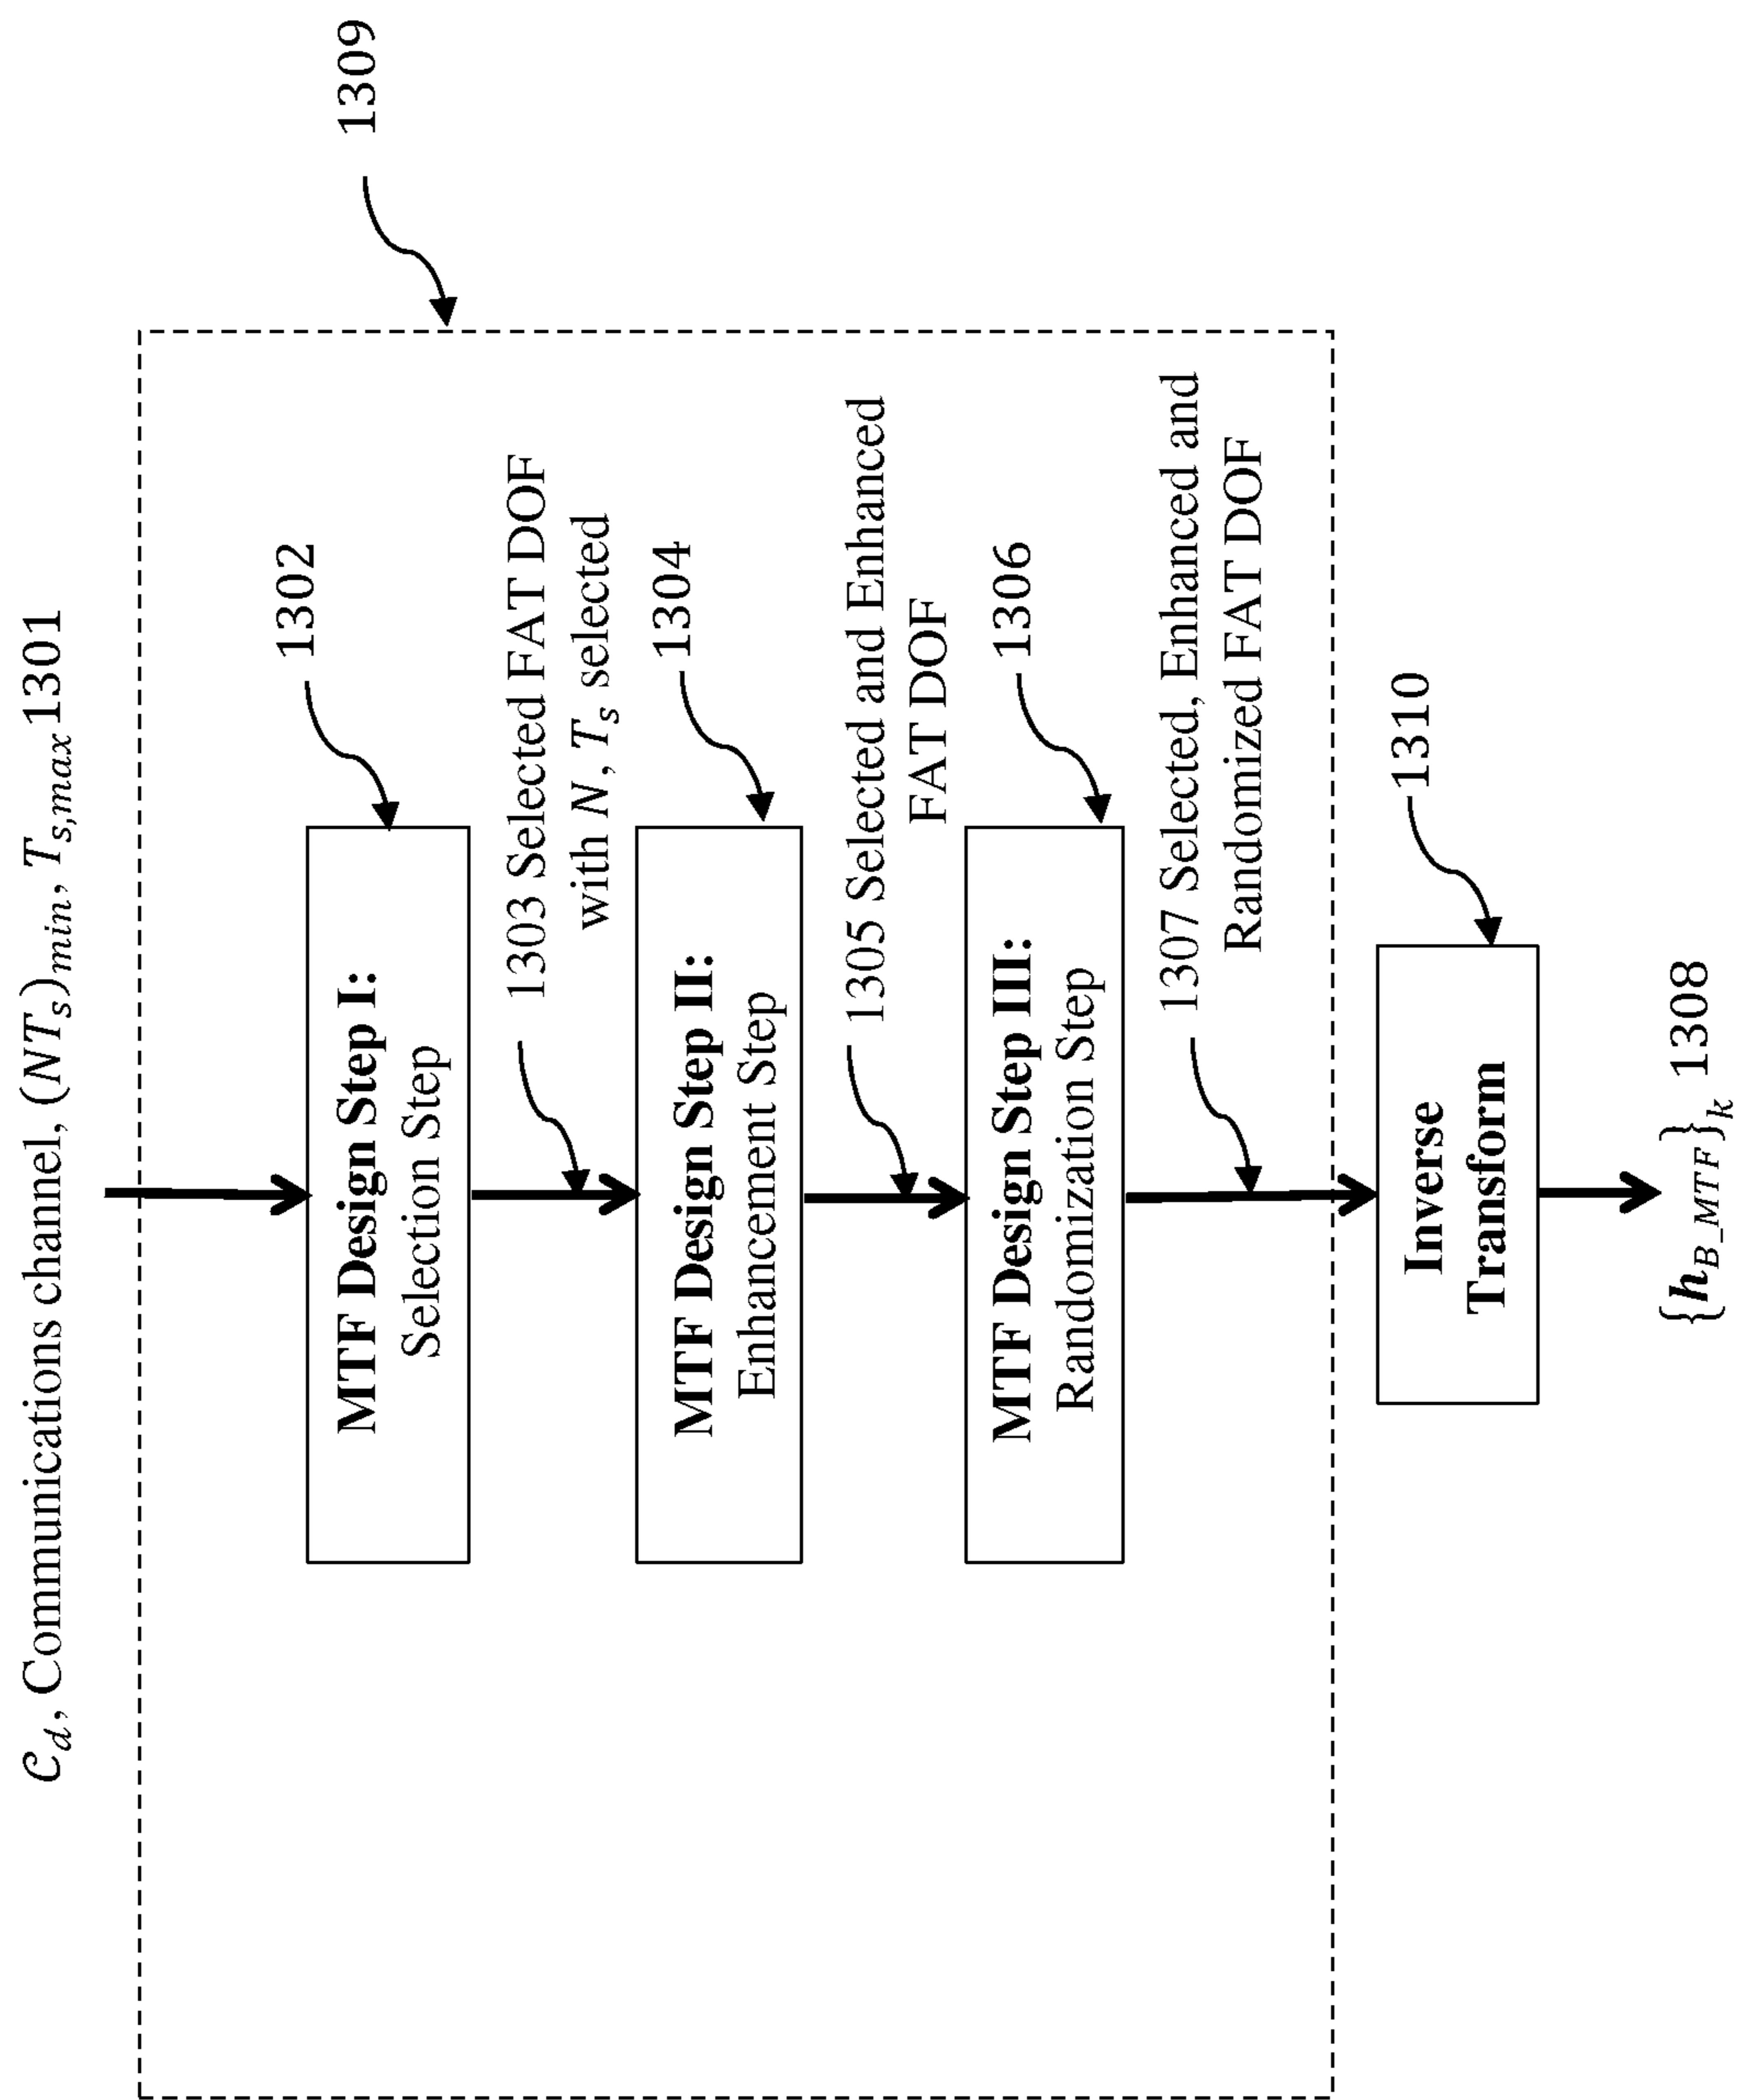 𝒞_d, Communications channel, (NT_s)_min, T_s,max 1301
1309
1302
MTF Design Step I:
Selection Step
1303 Selected FAT DOF
with N, T_s selected
1304
MTF Design Step II:
Enhancement Step
1305 Selected and Enhanced
FAT DOF
1306
MTF Design Step III:
Randomization Step
1307 Selected, Enhanced and
Randomized FAT DOF
1310
Inverse
Transform
{h_B_MTF}_k 1308